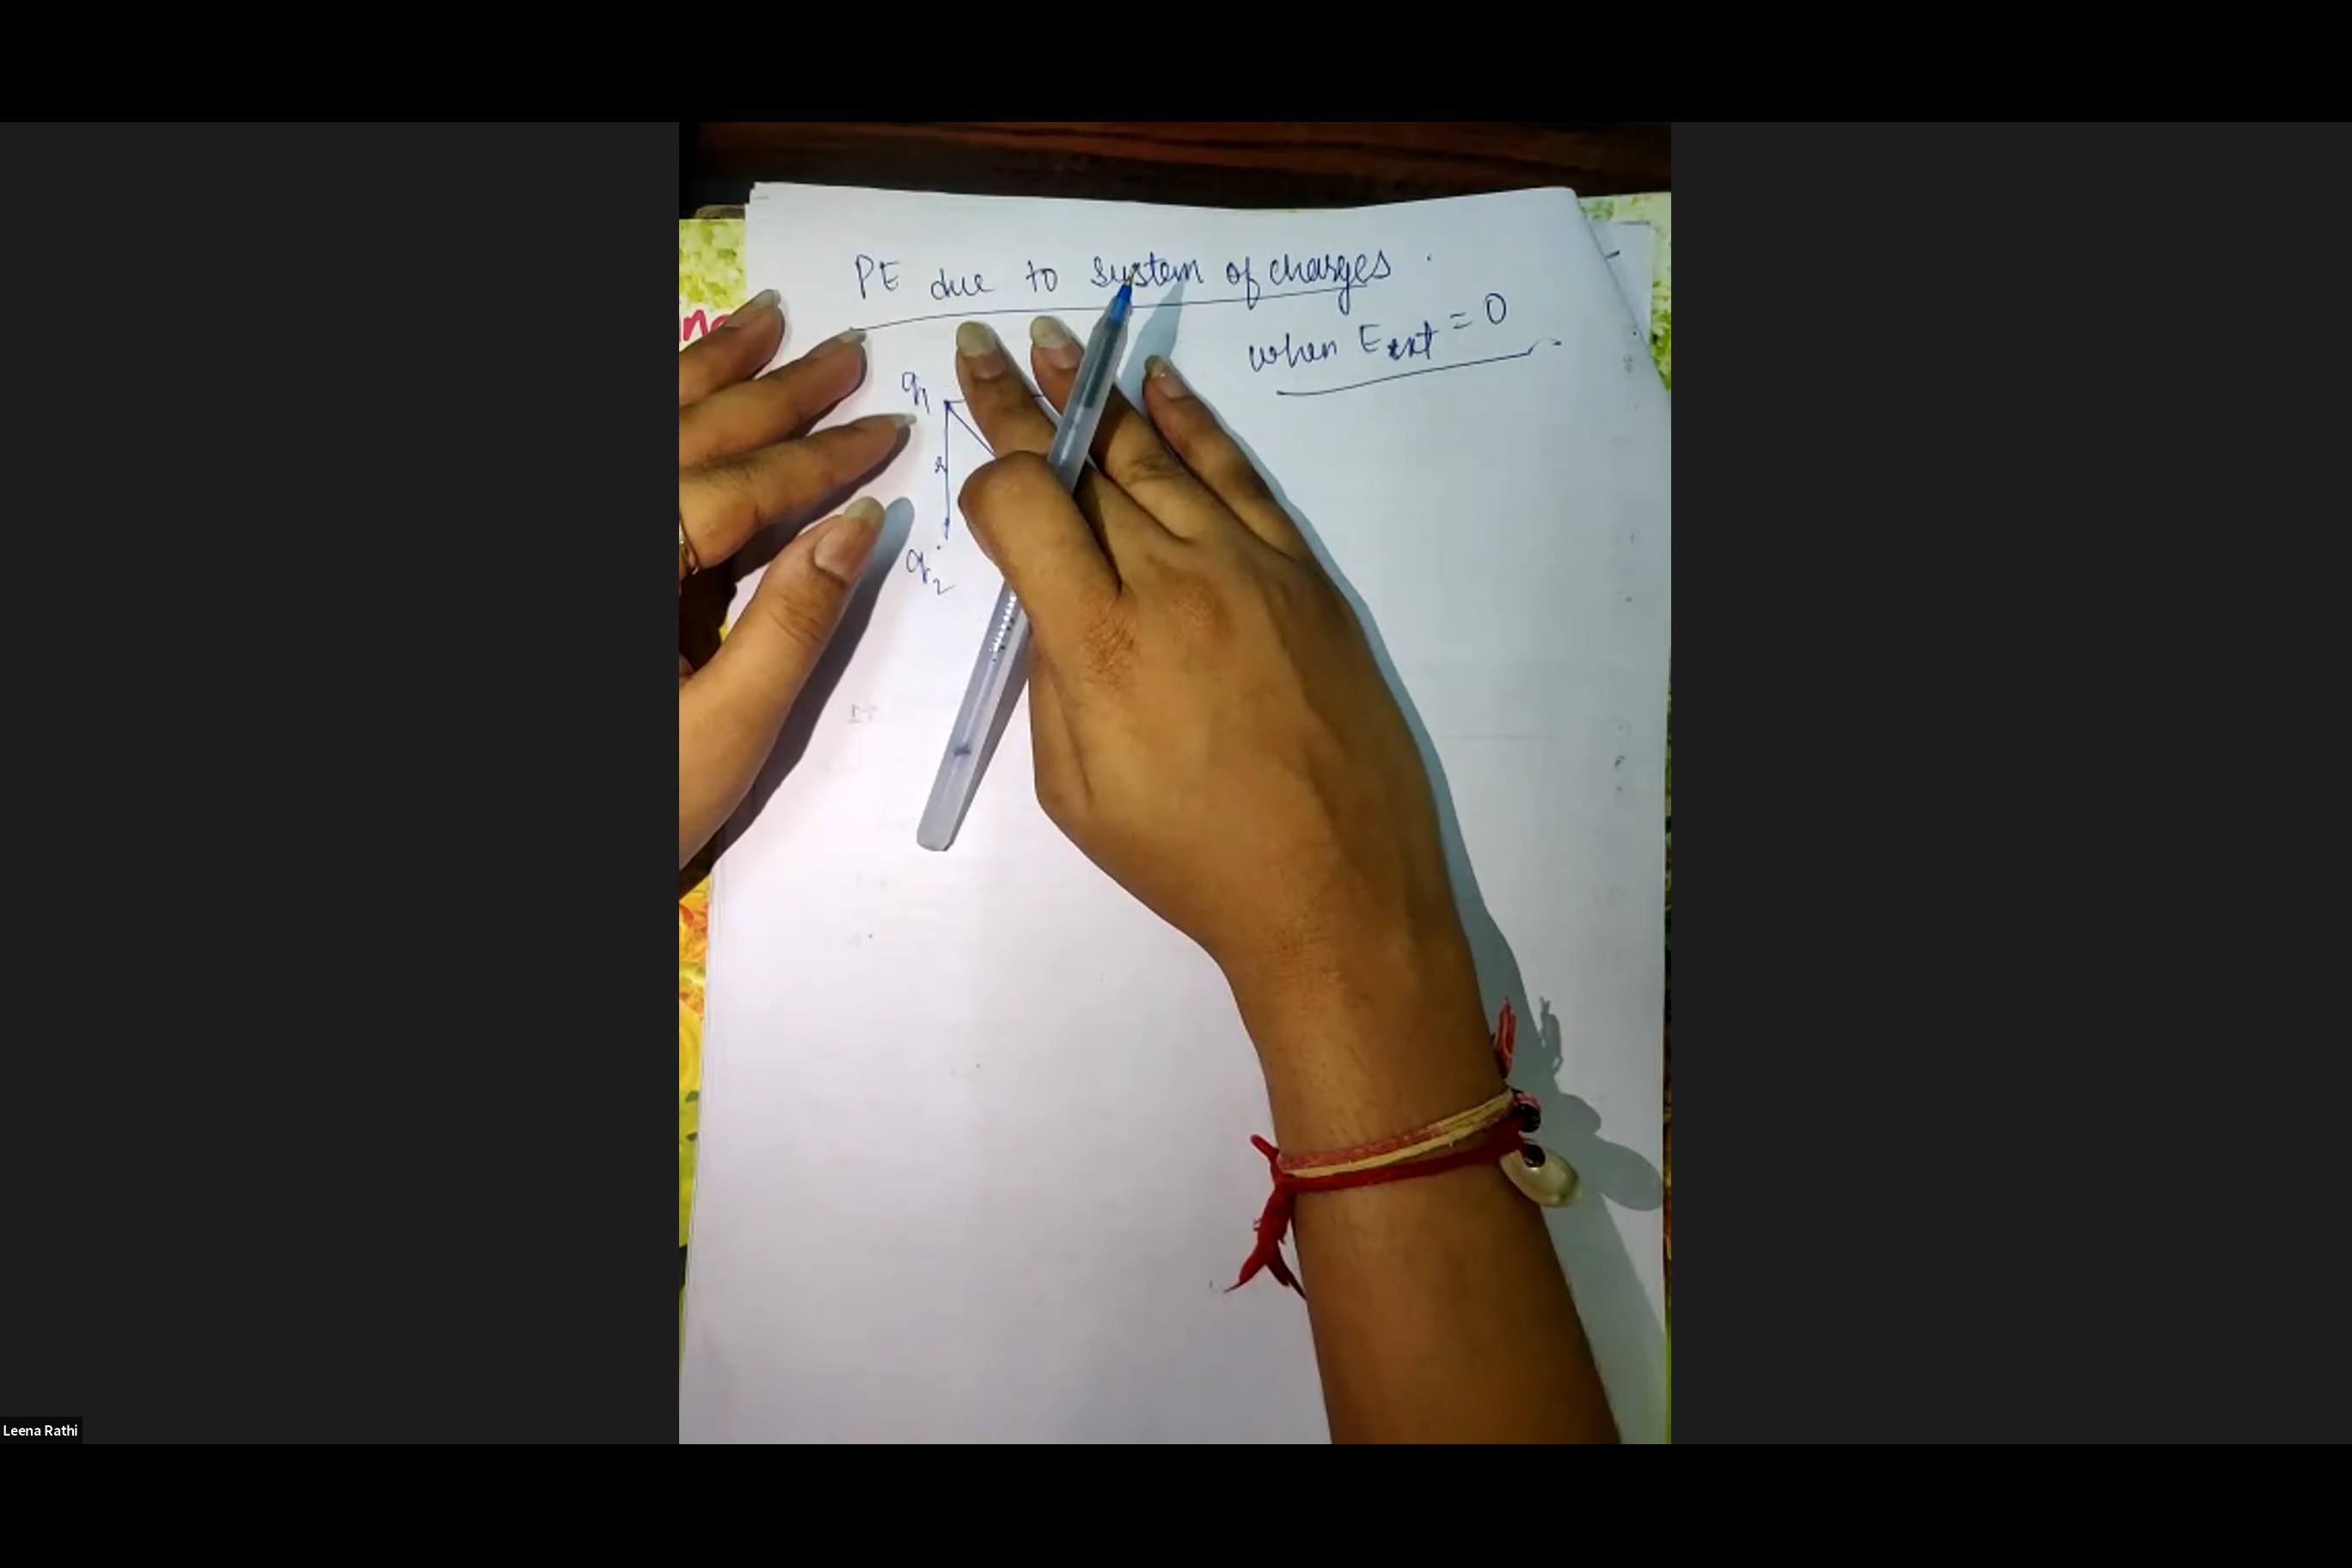 PE due to system of charges .
when Eext = 0
q1
r
q2
Leena Rathi